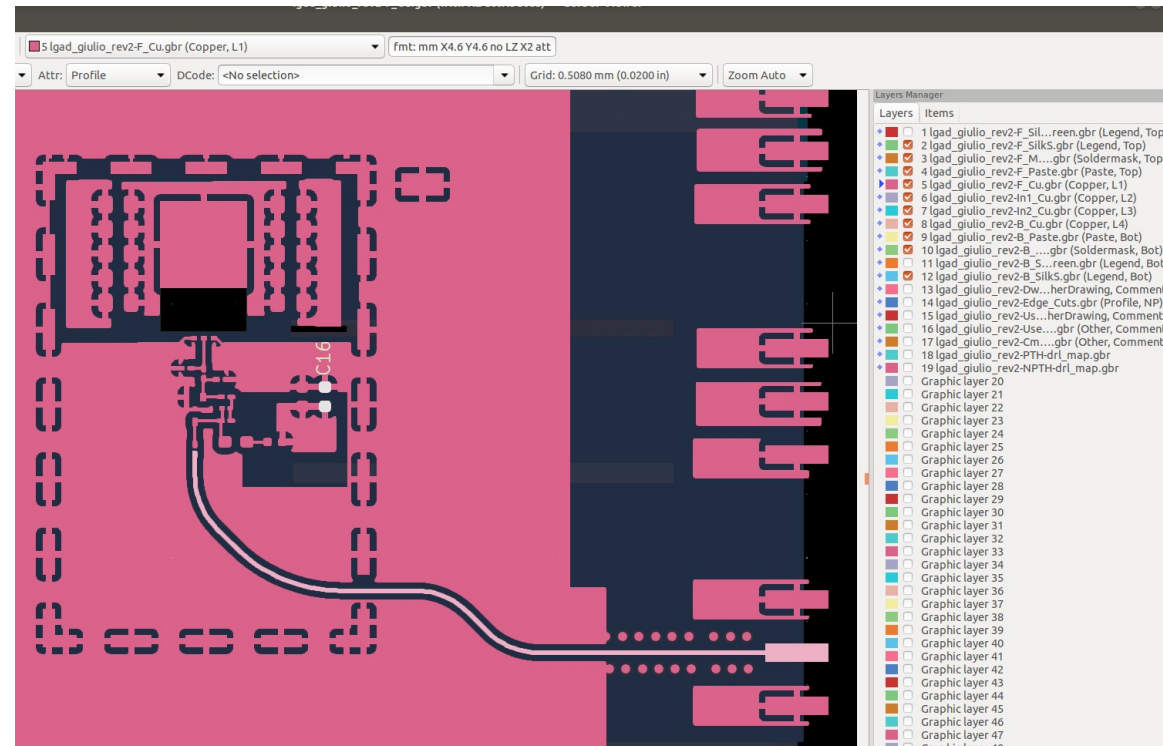 5 lgad_giulio_rev2-F_Cu.gbr (Copper, L1)
fmt: mm X4.6 Y4.6 no LZ X2 att
Attr: Profile
DCode: <No selection>
Grid: 0.5080 mm (0.0200 in)
Zoom Auto
Layers Manager
Layers
Items
1 lgad_giulio_rev2-F_Sil...reen.gbr (Legend, Top
2 lgad_giulio_rev2-F_SilkS.gbr (Legend, Top)
3 lgad_giulio_rev2-F_M....gbr (Soldermask, Top
4 lgad_giulio_rev2-F_Paste.gbr (Paste, Top)
5 lgad_giulio_rev2-F_Cu.gbr (Copper, L1)
6 lgad_giulio_rev2-In1_Cu.gbr (Copper, L2)
7 lgad_giulio_rev2-In2_Cu.gbr (Copper, L3)
8 lgad_giulio_rev2-B_Cu.gbr (Copper, L4)
9 lgad_giulio_rev2-B_Paste.gbr (Paste, Bot)
10 lgad_giulio_rev2-B_....gbr (Soldermask, Bot)
11 lgad_giulio_rev2-B_S...reen.gbr (Legend, Bot
12 lgad_giulio_rev2-B_SilkS.gbr (Legend, Bot)
13 lgad_giulio_rev2-Dw...herDrawing, Comment
14 lgad_giulio_rev2-Edge_Cuts.gbr (Profile, NP)
15 lgad_giulio_rev2-Us...herDrawing, Comment
16 lgad_giulio_rev2-Use....gbr (Other, Comment
17 lgad_giulio_rev2-Cm....gbr (Other, Comment
18 lgad_giulio_rev2-PTH-drl_map.gbr
19 lgad_giulio_rev2-NPTH-drl_map.gbr
Graphic layer 20
Graphic layer 21
Graphic layer 22
Graphic layer 23
Graphic layer 24
Graphic layer 25
Graphic layer 26
Graphic layer 27
Graphic layer 28
Graphic layer 29
Graphic layer 30
Graphic layer 31
Graphic layer 32
Graphic layer 33
Graphic layer 34
Graphic layer 35
Graphic layer 36
Graphic layer 37
Graphic layer 38
Graphic layer 39
Graphic layer 40
Graphic layer 41
Graphic layer 42
Graphic layer 43
Graphic layer 44
Graphic layer 45
Graphic layer 46
Graphic layer 47
C16